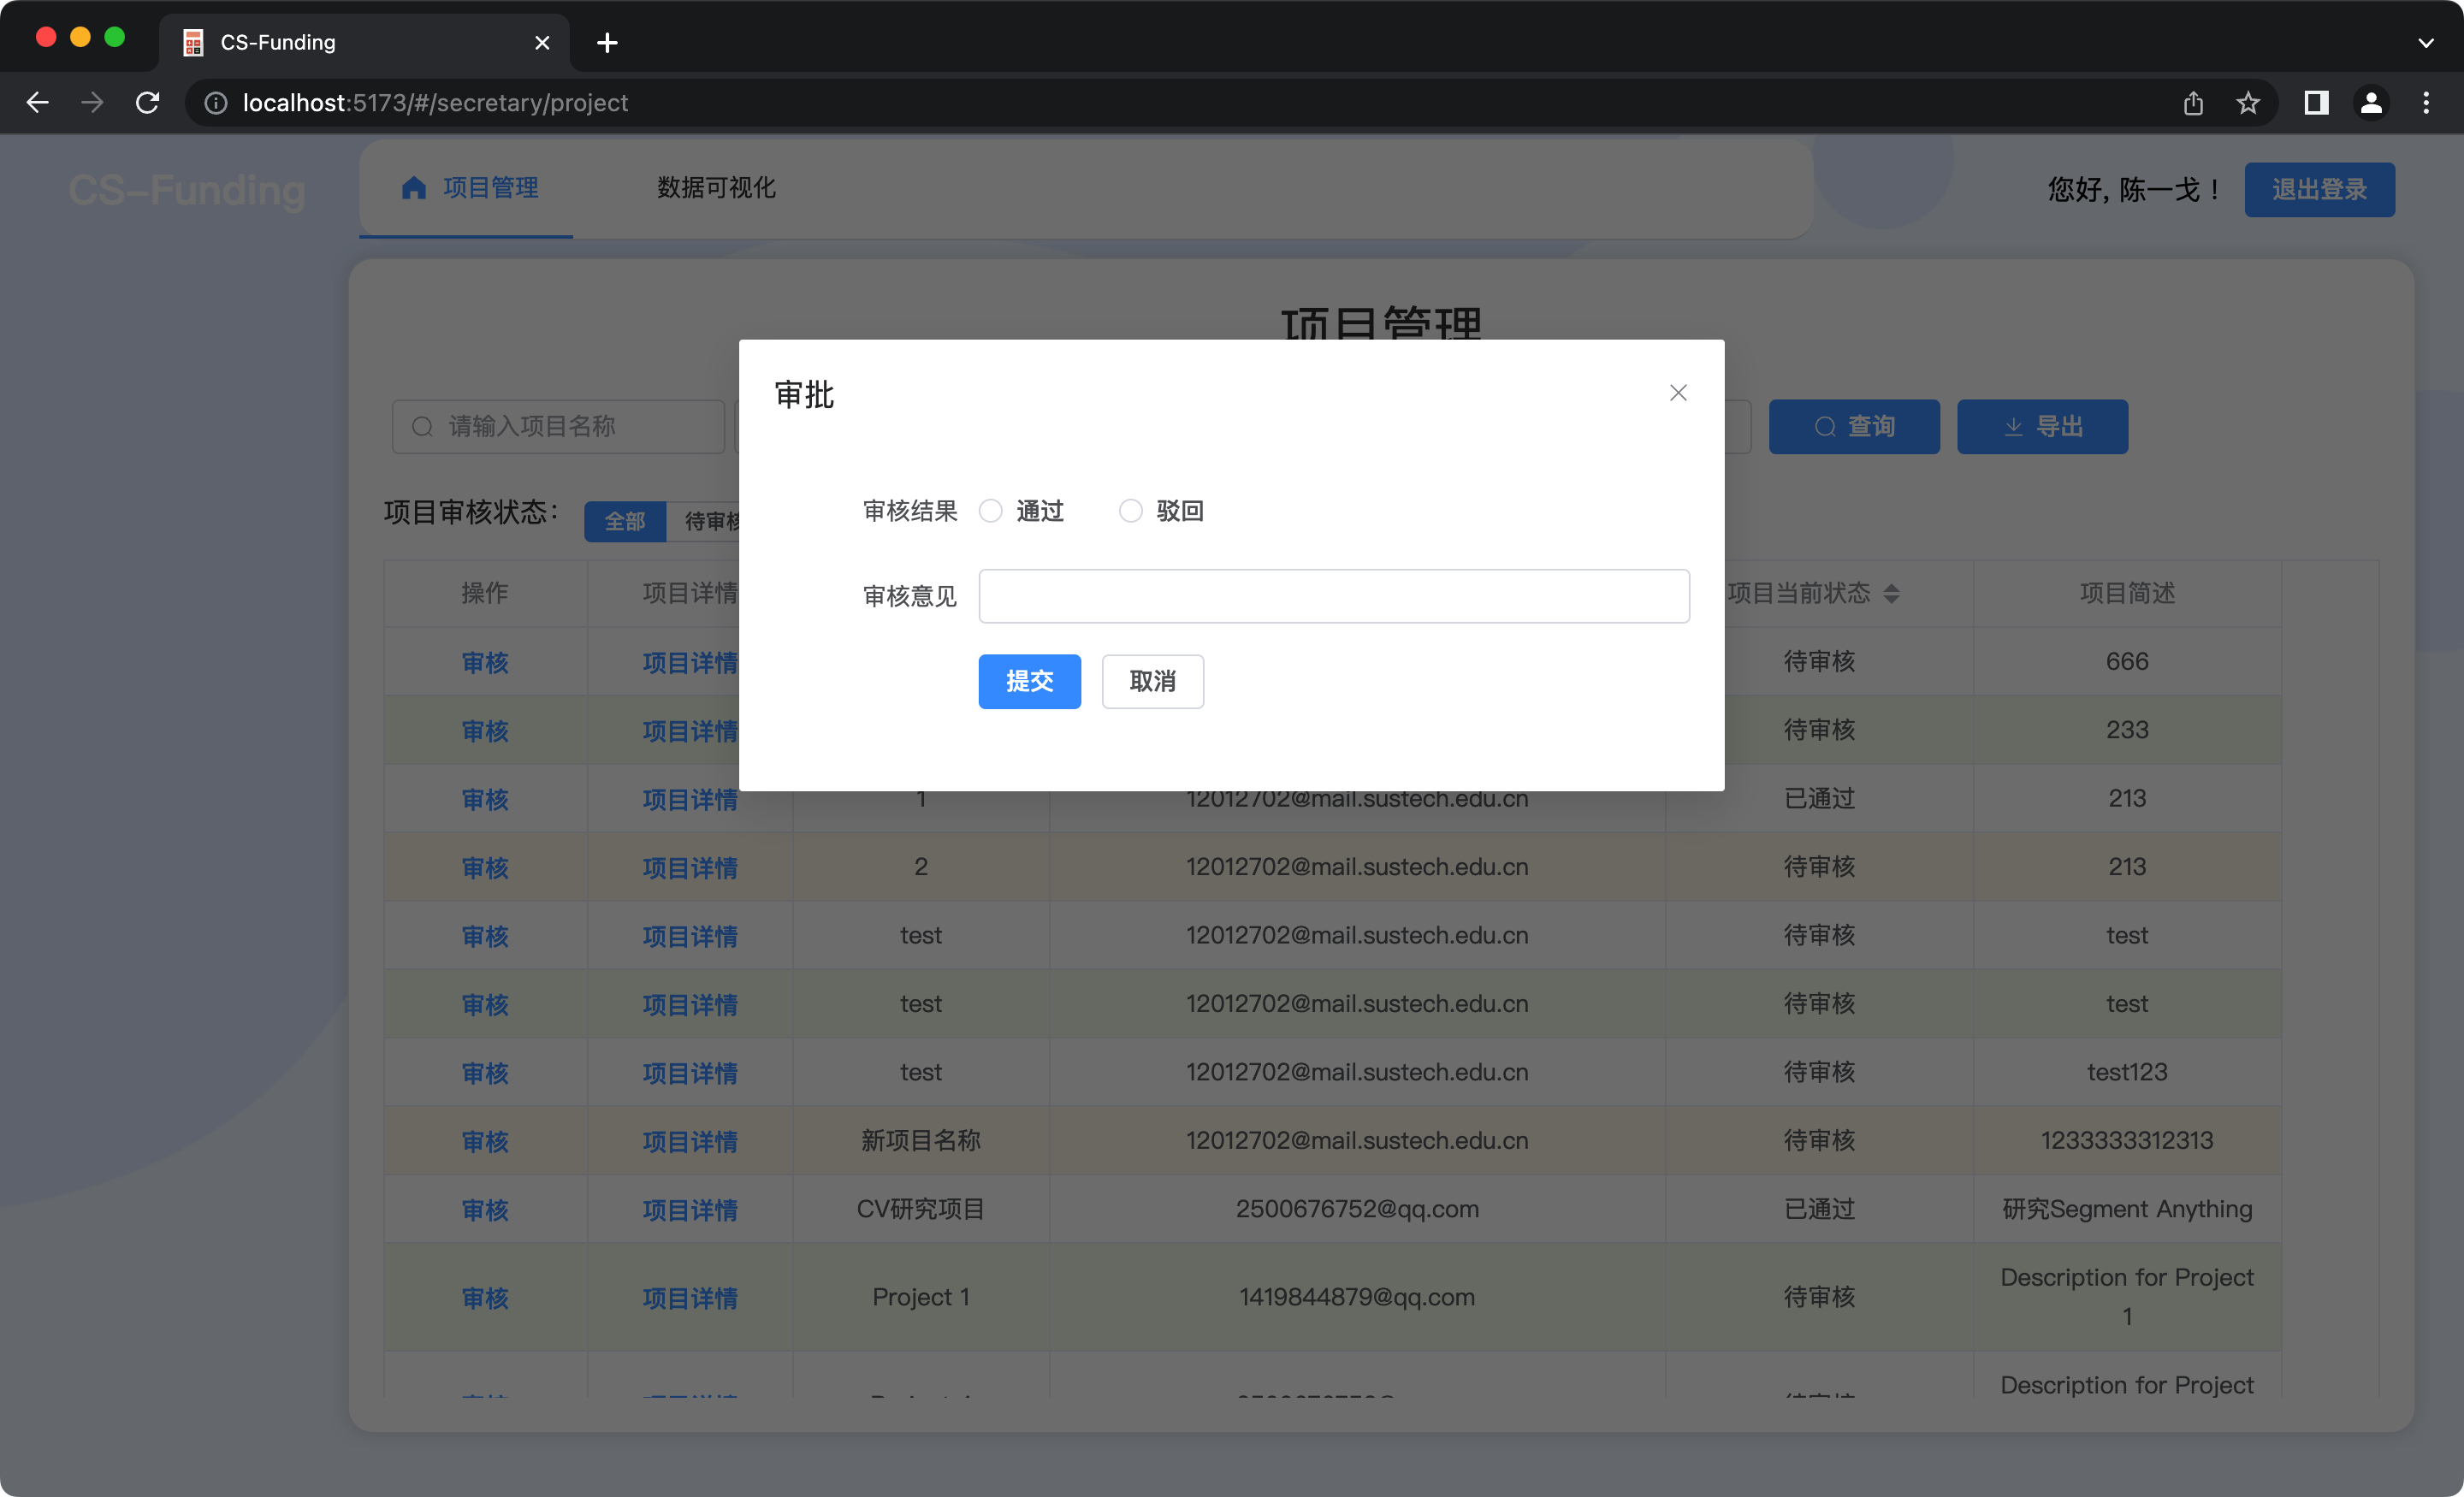 CS-Funding
localhost:5173/#/secretary/project
CS-Funding
项目管理
数据可视化
您好, 陈一戈！
退出登录
项目管理
请输入项目名称
查询
导出
项目审核状态：
全部
待审核
审批
审核结果
通过
驳回
审核意见
提交
取消
操作 项目详情 项目当前状态 项目简述
审核 项目详情 待审核 666
审核 项目详情 待审核 233
审核 项目详情 1 12012702@mail.sustech.edu.cn 已通过 213
审核 项目详情 2 12012702@mail.sustech.edu.cn 待审核 213
审核 项目详情 test 12012702@mail.sustech.edu.cn 待审核 test
审核 项目详情 test 12012702@mail.sustech.edu.cn 待审核 test
审核 项目详情 test 12012702@mail.sustech.edu.cn 待审核 test123
审核 项目详情 新项目名称 12012702@mail.sustech.edu.cn 待审核 1233333312313
审核 项目详情 CV研究项目 2500676752@qq.com 已通过 研究Segment Anything
审核 项目详情 Project 1 1419844879@qq.com 待审核 Description for Project
1
Description for Project